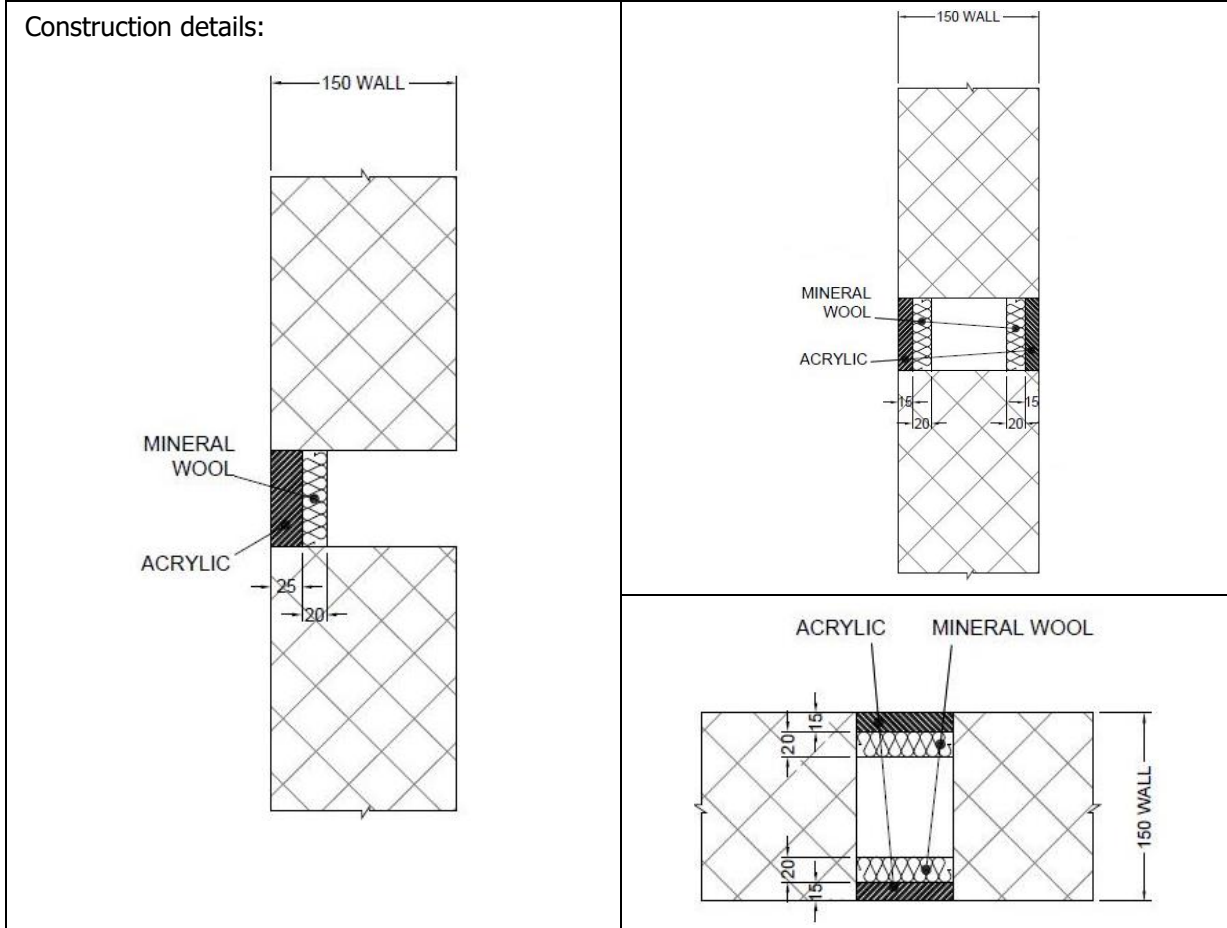 Construction details:
150 WALL
MINERAL
WOOL
ACRYLIC
25
20
150 WALL
MINERAL
WOOL
ACRYLIC
15
15
20
20
ACRYLIC MINERAL WOOL
15
20
150 WALL
20
15